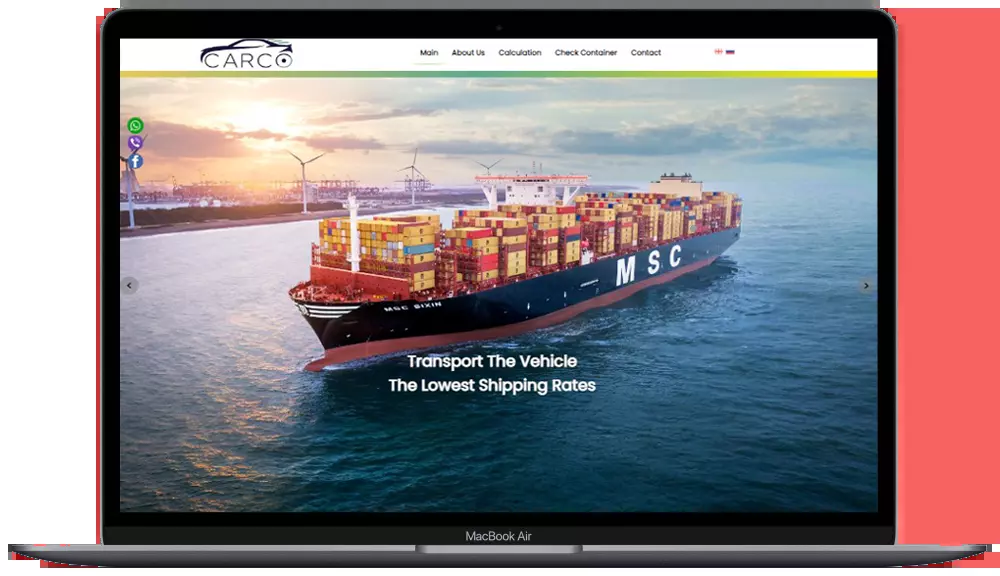 CARCO
Main About Us Calculation Check Container Contact
MSC
MSC BIXIN
Transport The Vehicle
The Lowest Shipping Rates
MacBook Air